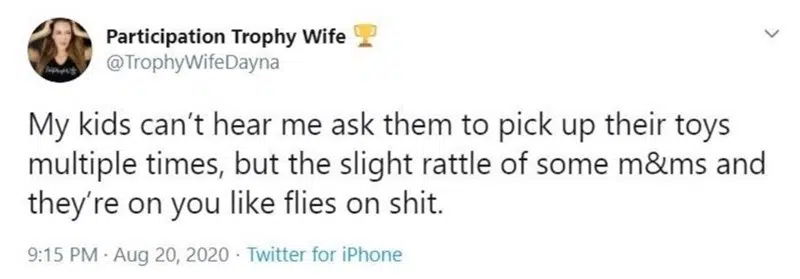 Participation Trophy Wife 🏆
@TrophyWifeDayna
My kids can't hear me ask them to pick up their toys
multiple times, but the slight rattle of some m&ms and
they're on you like flies on shit.
9:15 PM · Aug 20, 2020 · Twitter for iPhone